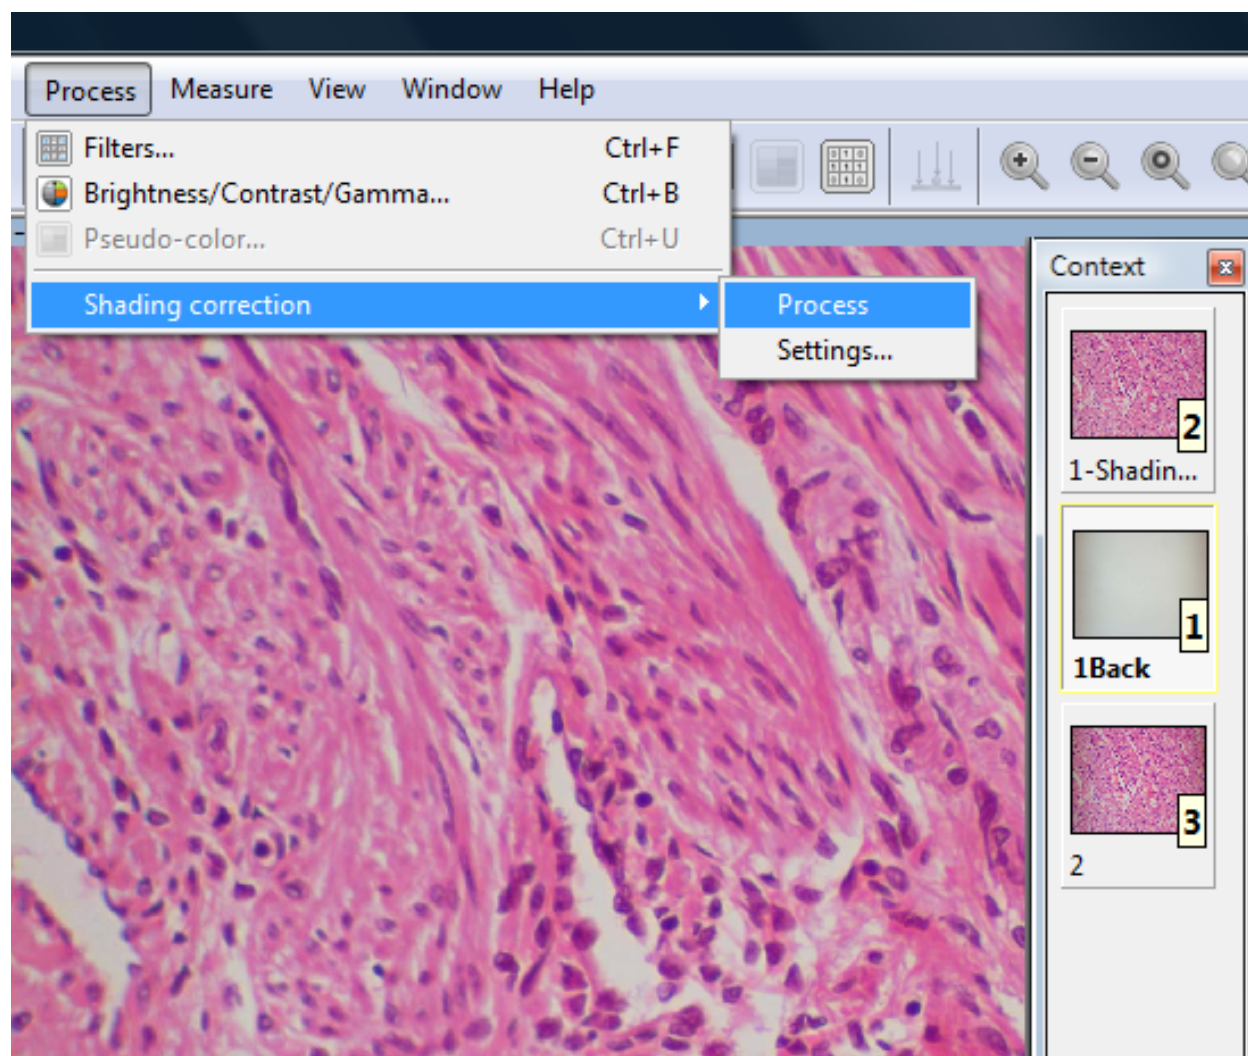 Process Measure View Window Help
Filters... Ctrl+F
Brightness/Contrast/Gamma... Ctrl+B
Pseudo-color... Ctrl+U
Shading correction
Process
Settings...
Context
2
1-Shadin...
1
1Back
3
2